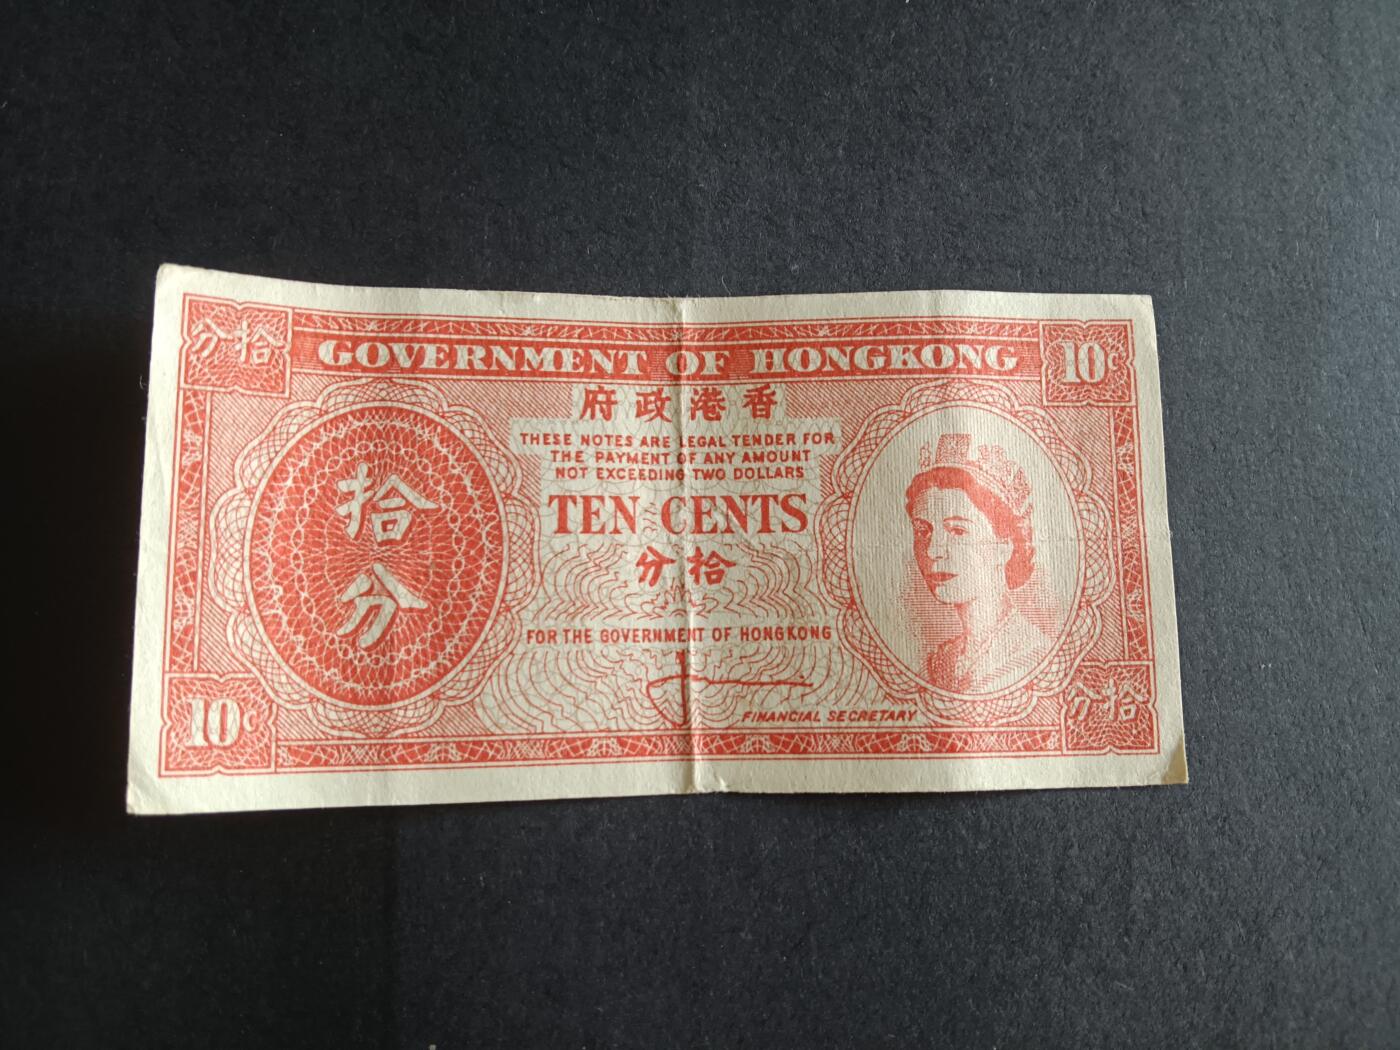 分拾
GOVERNMENT OF HONGKONG
10¢
府政港香
THESE NOTES ARE LEGAL TENDER FOR
THE PAYMENT OF ANY AMOUNT
NOT EXCEEDING TWO DOLLARS
拾
分
TEN CENTS
分拾
FOR THE GOVERNMENT OF HONGKONG
FINANCIAL SECRETARY
10¢
分拾